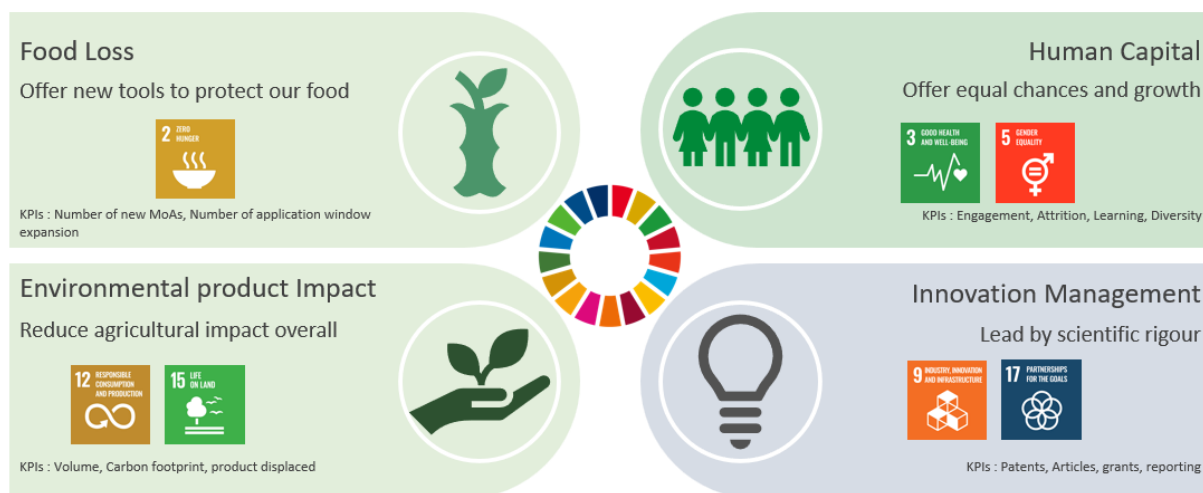 Food Loss
Offer new tools to protect our food
2 ZERO
HUNGER
KPIs : Number of new MoAs, Number of application window
expansion
Human Capital
Offer equal chances and growth
3 GOOD HEALTH
AND WELL-BEING
5 GENDER
EQUALITY
KPIs : Engagement, Attrition, Learning, Diversity
Environmental product Impact
Reduce agricultural impact overall
12 RESPONSIBLE
CONSUMPTION
AND PRODUCTION
15 LIFE
ON LAND
KPIs : Volume, Carbon footprint, product displaced
Innovation Management
Lead by scientific rigour
9 INDUSTRY, INNOVATION
AND INFRASTRUCTURE
17 PARTNERSHIPS
FOR THE GOALS
KPIs : Patents, Articles, grants, reporting